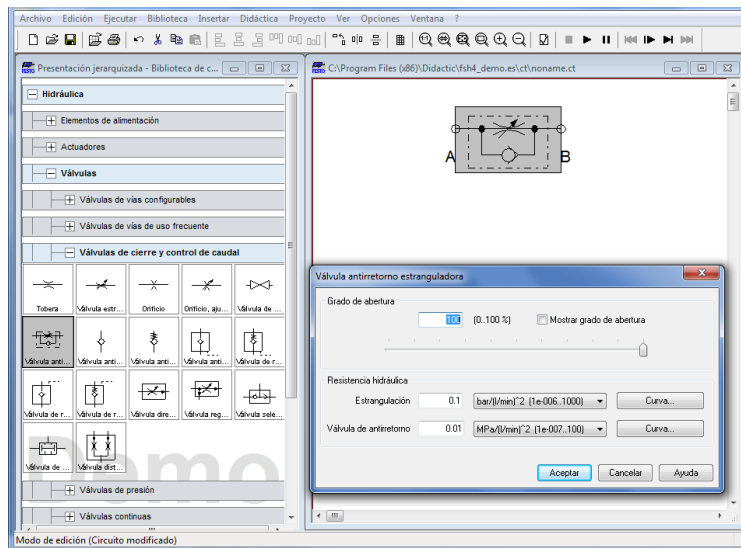 Archivo Edición Ejecutar Biblioteca Insertar Didáctica Proyecto Ver Opciones Ventana ?
Presentación jerarquizada - Biblioteca de c...
Hidráulica
Elementos de alimentación
Actuadores
Válvulas
Válvulas de vías configurables
Válvulas de vías de uso frecuente
Válvulas de cierre y control de caudal
Tobera Válvula estr... Orificio Orificio, aju... Válvula de ...
Válvula anti... Válvula anti... Válvula anti... Válvula anti... Válvula de r...
Válvula de r... Válvula de r... Válvula dire... Válvula reg... Válvula sele...
Válvula de ... Válvula dist...
Demo
Válvulas de presión
Válvulas continuas
Modo de edición (Circuito modificado)
C:\Program Files (x86)\Didactic\fsh4_demo.es\ct\noname.ct
A B
Válvula antirretorno estranguladora
Grado de abertura
100 (0..100 %) Mostrar grado de abertura
Resistencia hidráulica
Estrangulación 0.1 bar/(l/min)^2 (1e-006..1000) Curva...
Válvula de antirretorno 0.01 MPa/(l/min)^2 (1e-007..100) Curva...
Aceptar Cancelar Ayuda